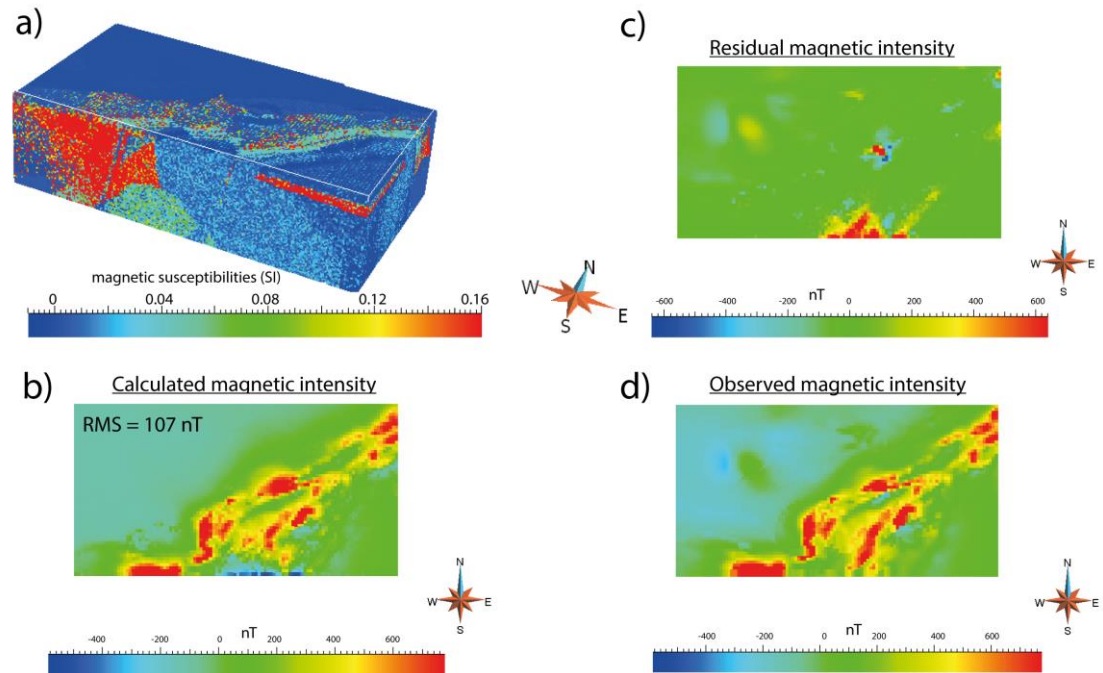 a)
magnetic susceptibilities (SI)
0 0.04 0.08 0.12 0.16
N
W
E
S
c)
Residual magnetic intensity
N
W E
S
nT
-600 -400 -200 0 200 400 600
b)
Calculated magnetic intensity
RMS = 107 nT
N
W E
S
nT
-400 -200 0 200 400 600
d)
Observed magnetic intensity
N
W E
S
nT
-400 -200 0 200 400 600